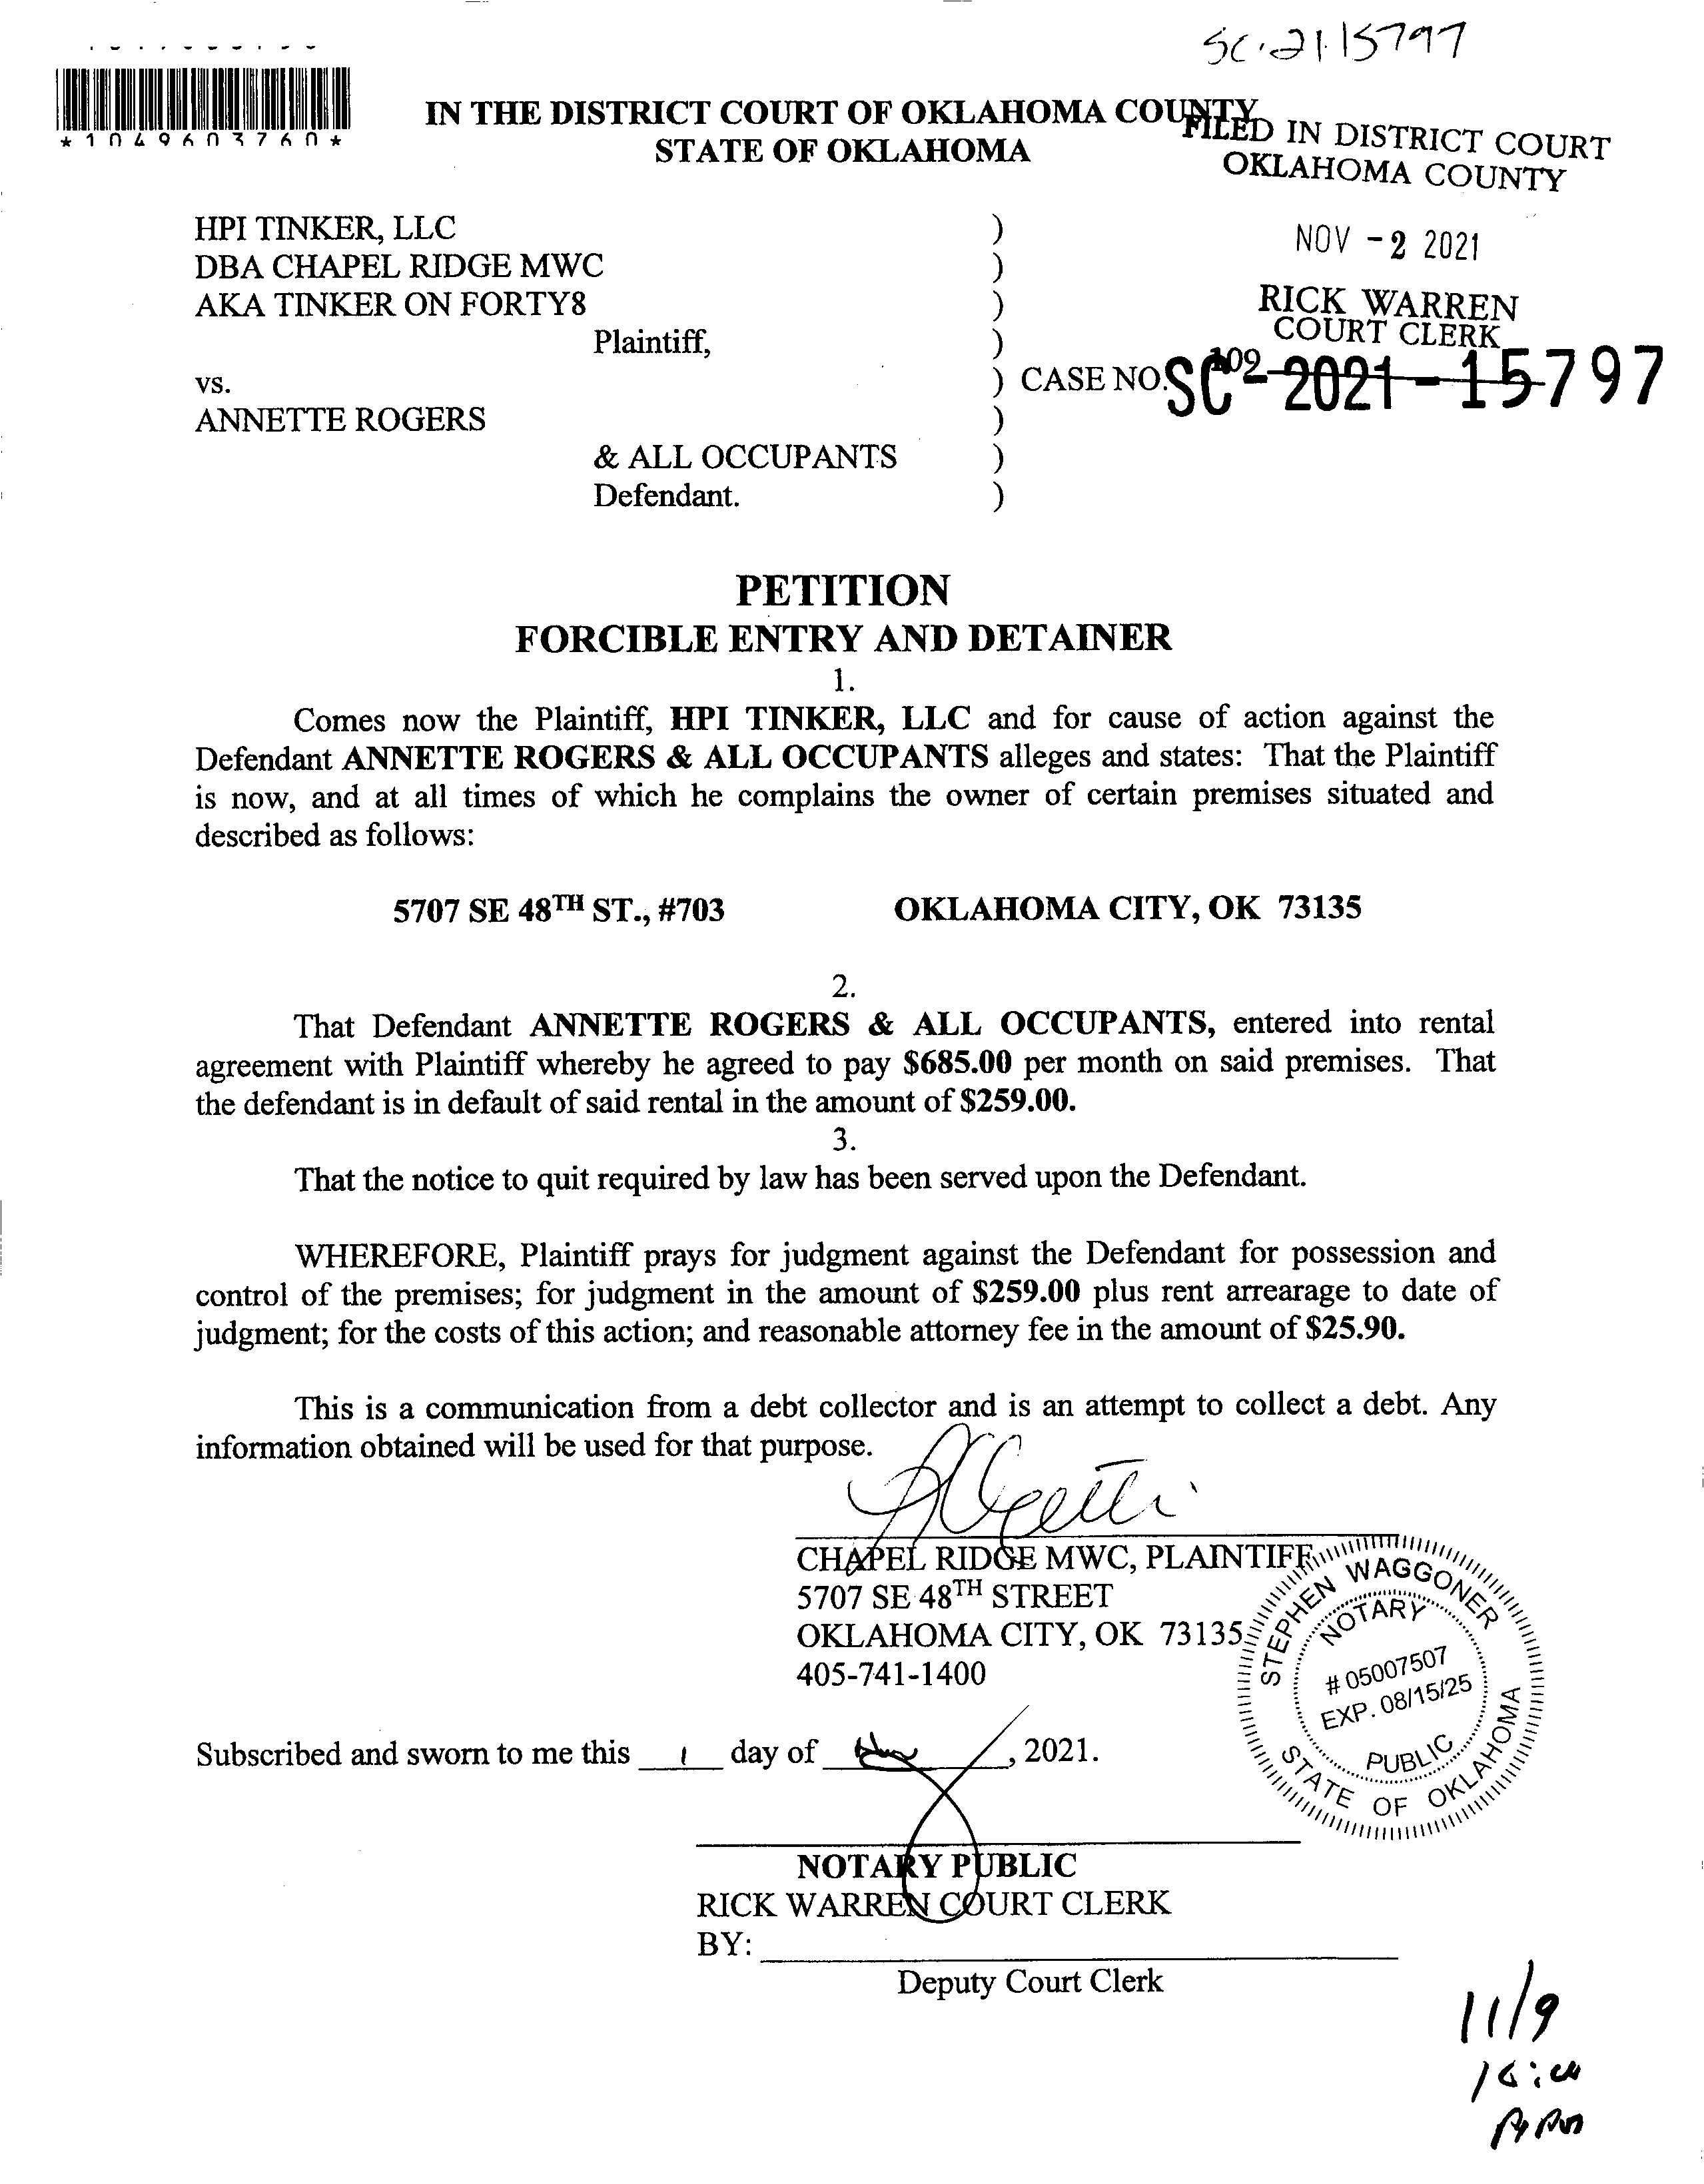 SC.21.15797
*1049603760*
IN THE DISTRICT COURT OF OKLAHOMA COUNTY
STATE OF OKLAHOMA
FILED IN DISTRICT COURT
OKLAHOMA COUNTY
NOV -2 2021
RICK WARREN
COURT CLERK
109
HPI TINKER, LLC )
DBA CHAPEL RIDGE MWC )
AKA TINKER ON FORTY8 )
Plaintiff, )
vs. ) CASE NO. SC-2021-15797
ANNETTE ROGERS )
& ALL OCCUPANTS )
Defendant. )
PETITION
FORCIBLE ENTRY AND DETAINER
1.
Comes now the Plaintiff, HPI TINKER, LLC and for cause of action against the
Defendant ANNETTE ROGERS & ALL OCCUPANTS alleges and states: That the Plaintiff
is now, and at all times of which he complains the owner of certain premises situated and
described as follows:
5707 SE 48TH ST., #703 OKLAHOMA CITY, OK 73135
2.
That Defendant ANNETTE ROGERS & ALL OCCUPANTS, entered into rental
agreement with Plaintiff whereby he agreed to pay $685.00 per month on said premises. That
the defendant is in default of said rental in the amount of $259.00.
3.
That the notice to quit required by law has been served upon the Defendant.
WHEREFORE, Plaintiff prays for judgment against the Defendant for possession and
control of the premises; for judgment in the amount of $259.00 plus rent arrearage to date of
judgment; for the costs of this action; and reasonable attorney fee in the amount of $25.90.
This is a communication from a debt collector and is an attempt to collect a debt. Any
information obtained will be used for that purpose.
CHAPEL RIDGE MWC, PLAINTIFF
5707 SE 48TH STREET
OKLAHOMA CITY, OK 73135
405-741-1400
STEPHEN WAGGONER
NOTARY
# 05007507
EXP. 08/15/25
PUBLIC
STATE OF OKLAHOMA
Subscribed and sworn to me this 1 day of Nov, 2021.
NOTARY PUBLIC
RICK WARREN COURT CLERK
BY:
Deputy Court Clerk
11/9